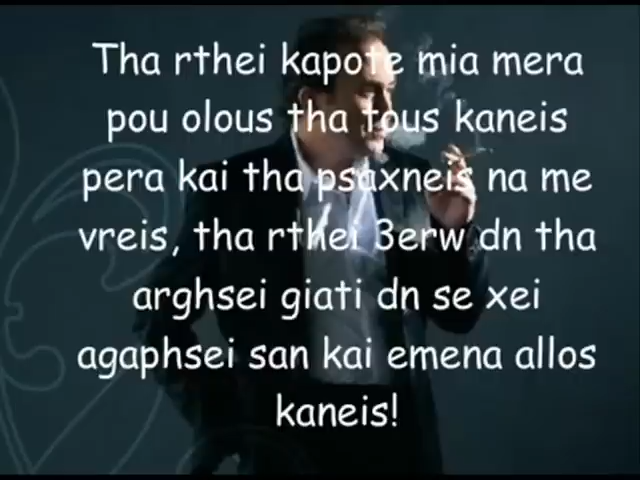 Tha rthei kapote mia mera
pou olous tha tous kaneis
pera kai tha psaxneis na me
vreis, tha rthei 3erw dn tha
arghsei giati dn se xei
agaphsei san kai emena allos
kaneis!